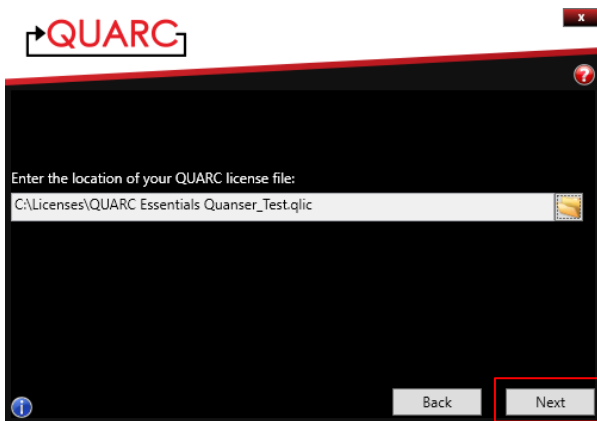 QUARC
x
?
Enter the location of your QUARC license file:
C:\Licenses\QUARC Essentials Quanser_Test.qlic
i
Back
Next